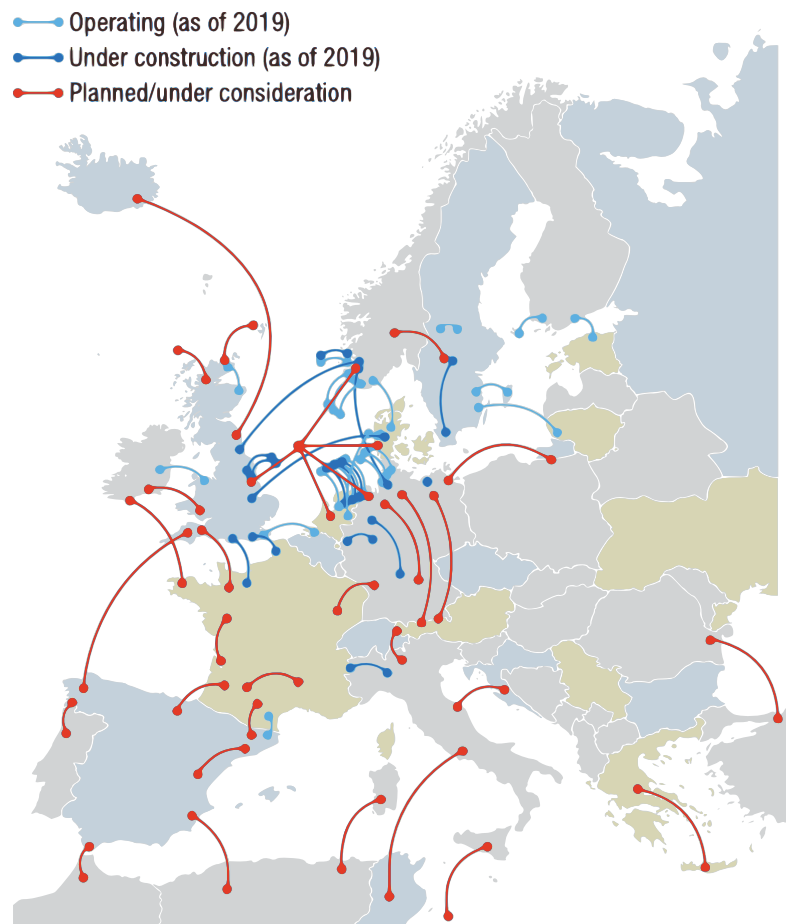 Operating (as of 2019)
Under construction (as of 2019)
Planned/under consideration